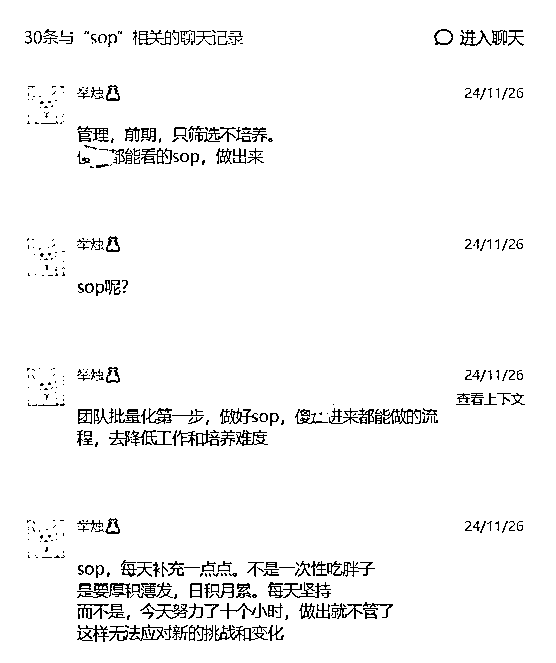 30条与“sop”相关的聊天记录
进入聊天
举烛
24/11/26
管理，前期，只筛选不培养。
都能看的sop，做出来
举烛
24/11/26
sop呢?
举烛
24/11/26
查看上下文
团队批量化第一步，做好sop，傻 进来都能做的流
程，去降低工作和培养难度
举烛
24/11/26
sop，每天补充一点点。不是一次性吃胖子
是要厚积薄发，日积月累。每天坚持
而不是，今天努力了十个小时，做出就不管了
这样无法应对新的挑战和变化